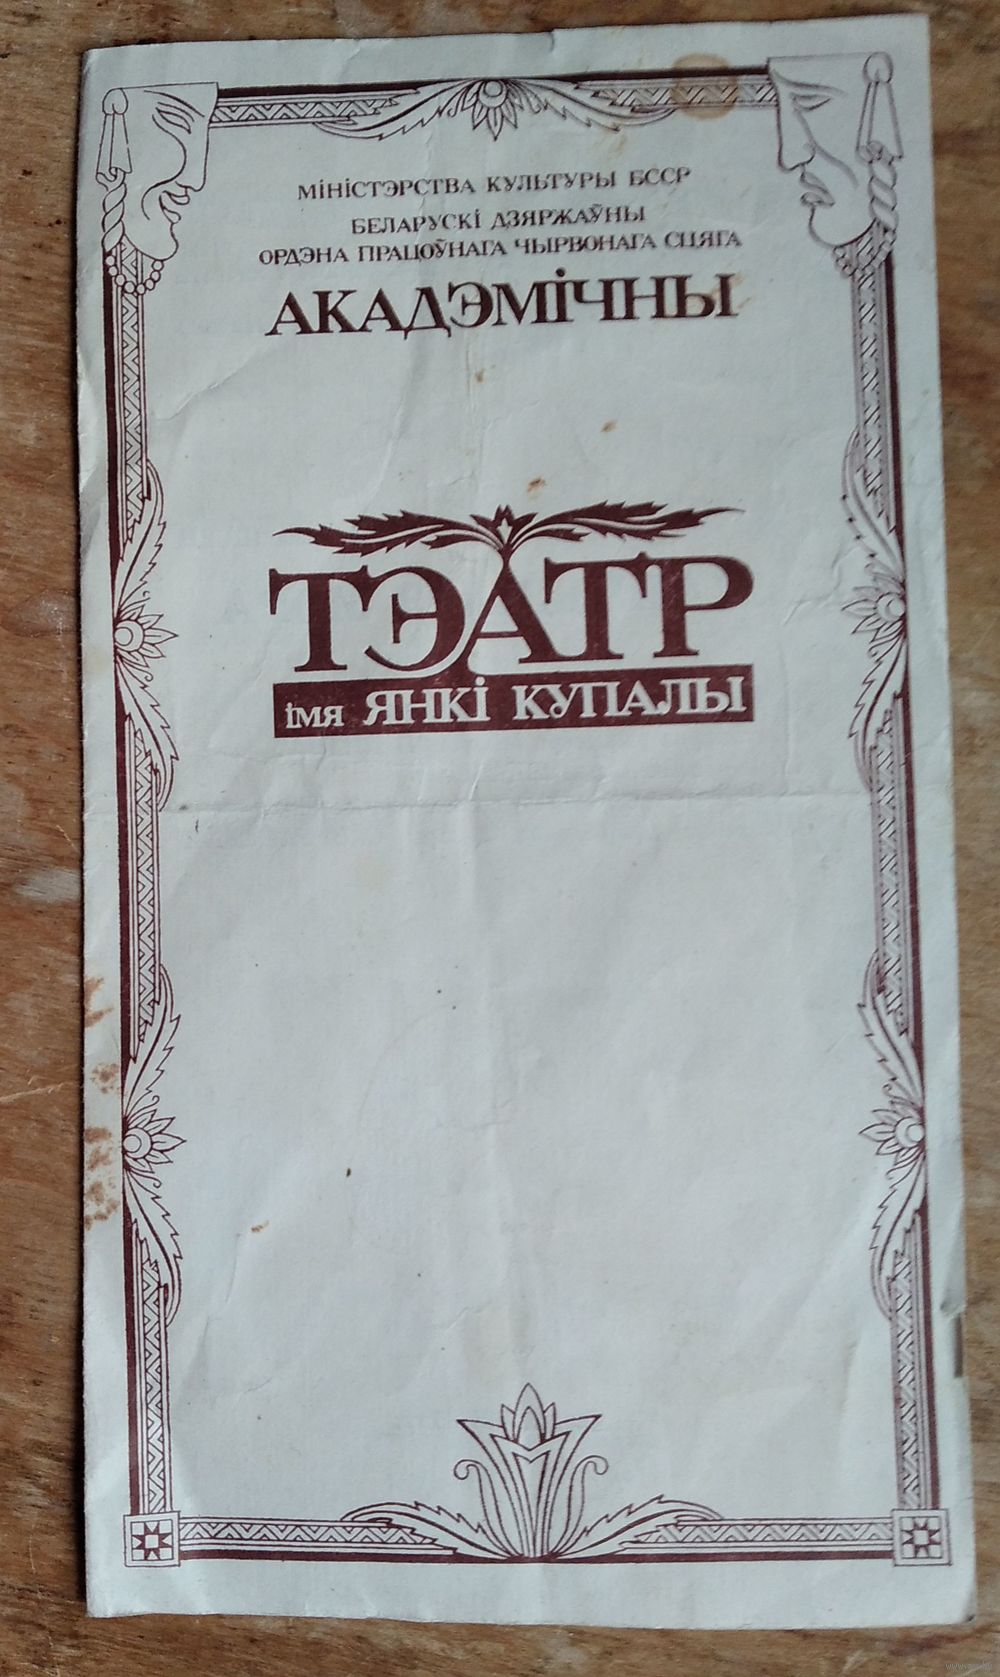 МІНІСТЭРСТВА КУЛЬТУРЫ БССР
БЕЛАРУСКІ ДЗЯРЖАЎНЫ
ОРДЭНА ПРАЦОЎНАГА ЧЫРВОНАГА СЦЯГА
АКАДЭМІЧНЫ
ТЭАТР
імя ЯНКІ КУПАЛЫ